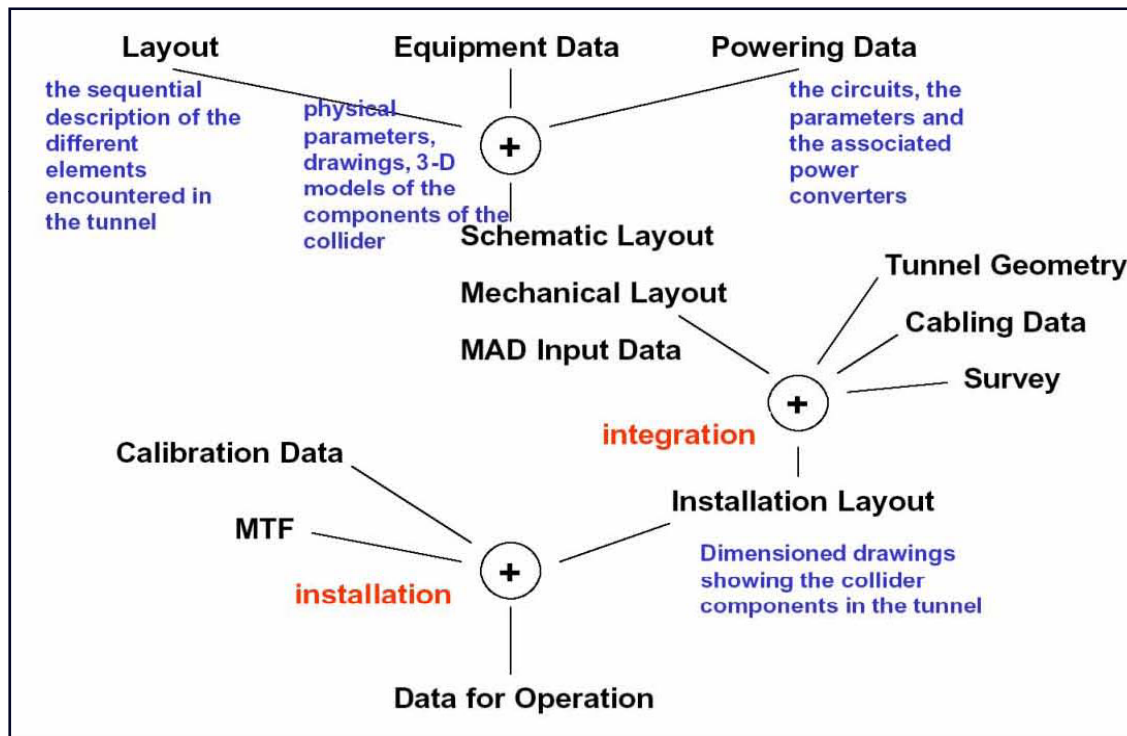 Layout
Equipment Data
Powering Data
the sequential
description of the
different
elements
encountered in
the tunnel
physical
parameters,
drawings, 3-D
models of the
components of the
collider
the circuits, the
parameters and
the associated
power
converters
+
Schematic Layout
Mechanical Layout
MAD Input Data
Tunnel Geometry
Cabling Data
Survey
+
integration
Calibration Data
MTF
Installation Layout
+
installation
Dimensioned drawings
showing the collider
components in the tunnel
Data for Operation